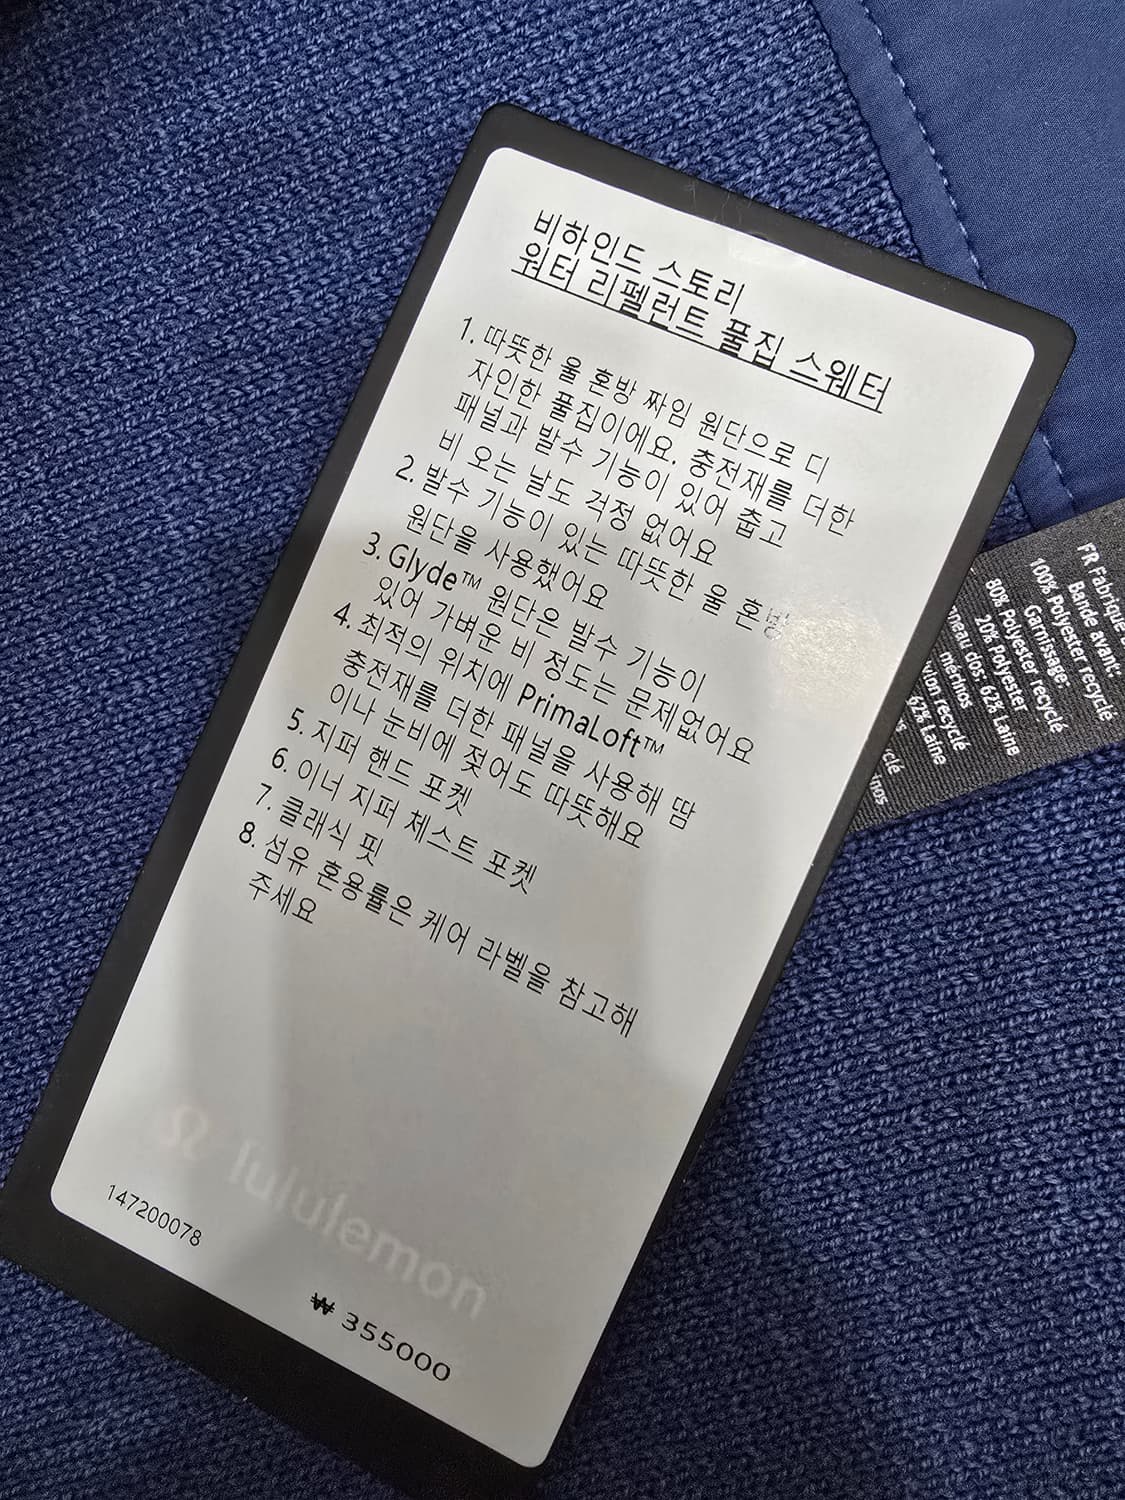 비하인드 스토리
워터 리펠런트 풀집 스웨터
1. 따뜻한 울 혼방 짜임 원단으로 디
자인한 풀집이에요. 충전재를 더한
패널과 발수 기능이 있어 춥고
비 오는 날도 걱정 없어요
2. 발수 기능이 있는 따뜻한 울 혼방
원단을 사용했어요
3. Glyde™ 원단은 발수 기능이
있어 가벼운 비 정도는 문제없어요
4. 최적의 위치에 PrimaLoft™
충전재를 더한 패널을 사용해 땀
이나 눈비에 젖어도 따뜻해요
5. 지퍼 핸드 포켓
6. 이너 지퍼 체스트 포켓
7. 클래식 핏
8. 섬유 혼용률은 케어 라벨을 참고해
주세요
lululemon
147200078
₩ 355000
FR Fabrique
Bande avant:
100% Polyester recyclé
Garnissage:
80% Polyester recyclé
20% Polyester
dos: 62% Laine
mérinos
recyclé
62% Laine